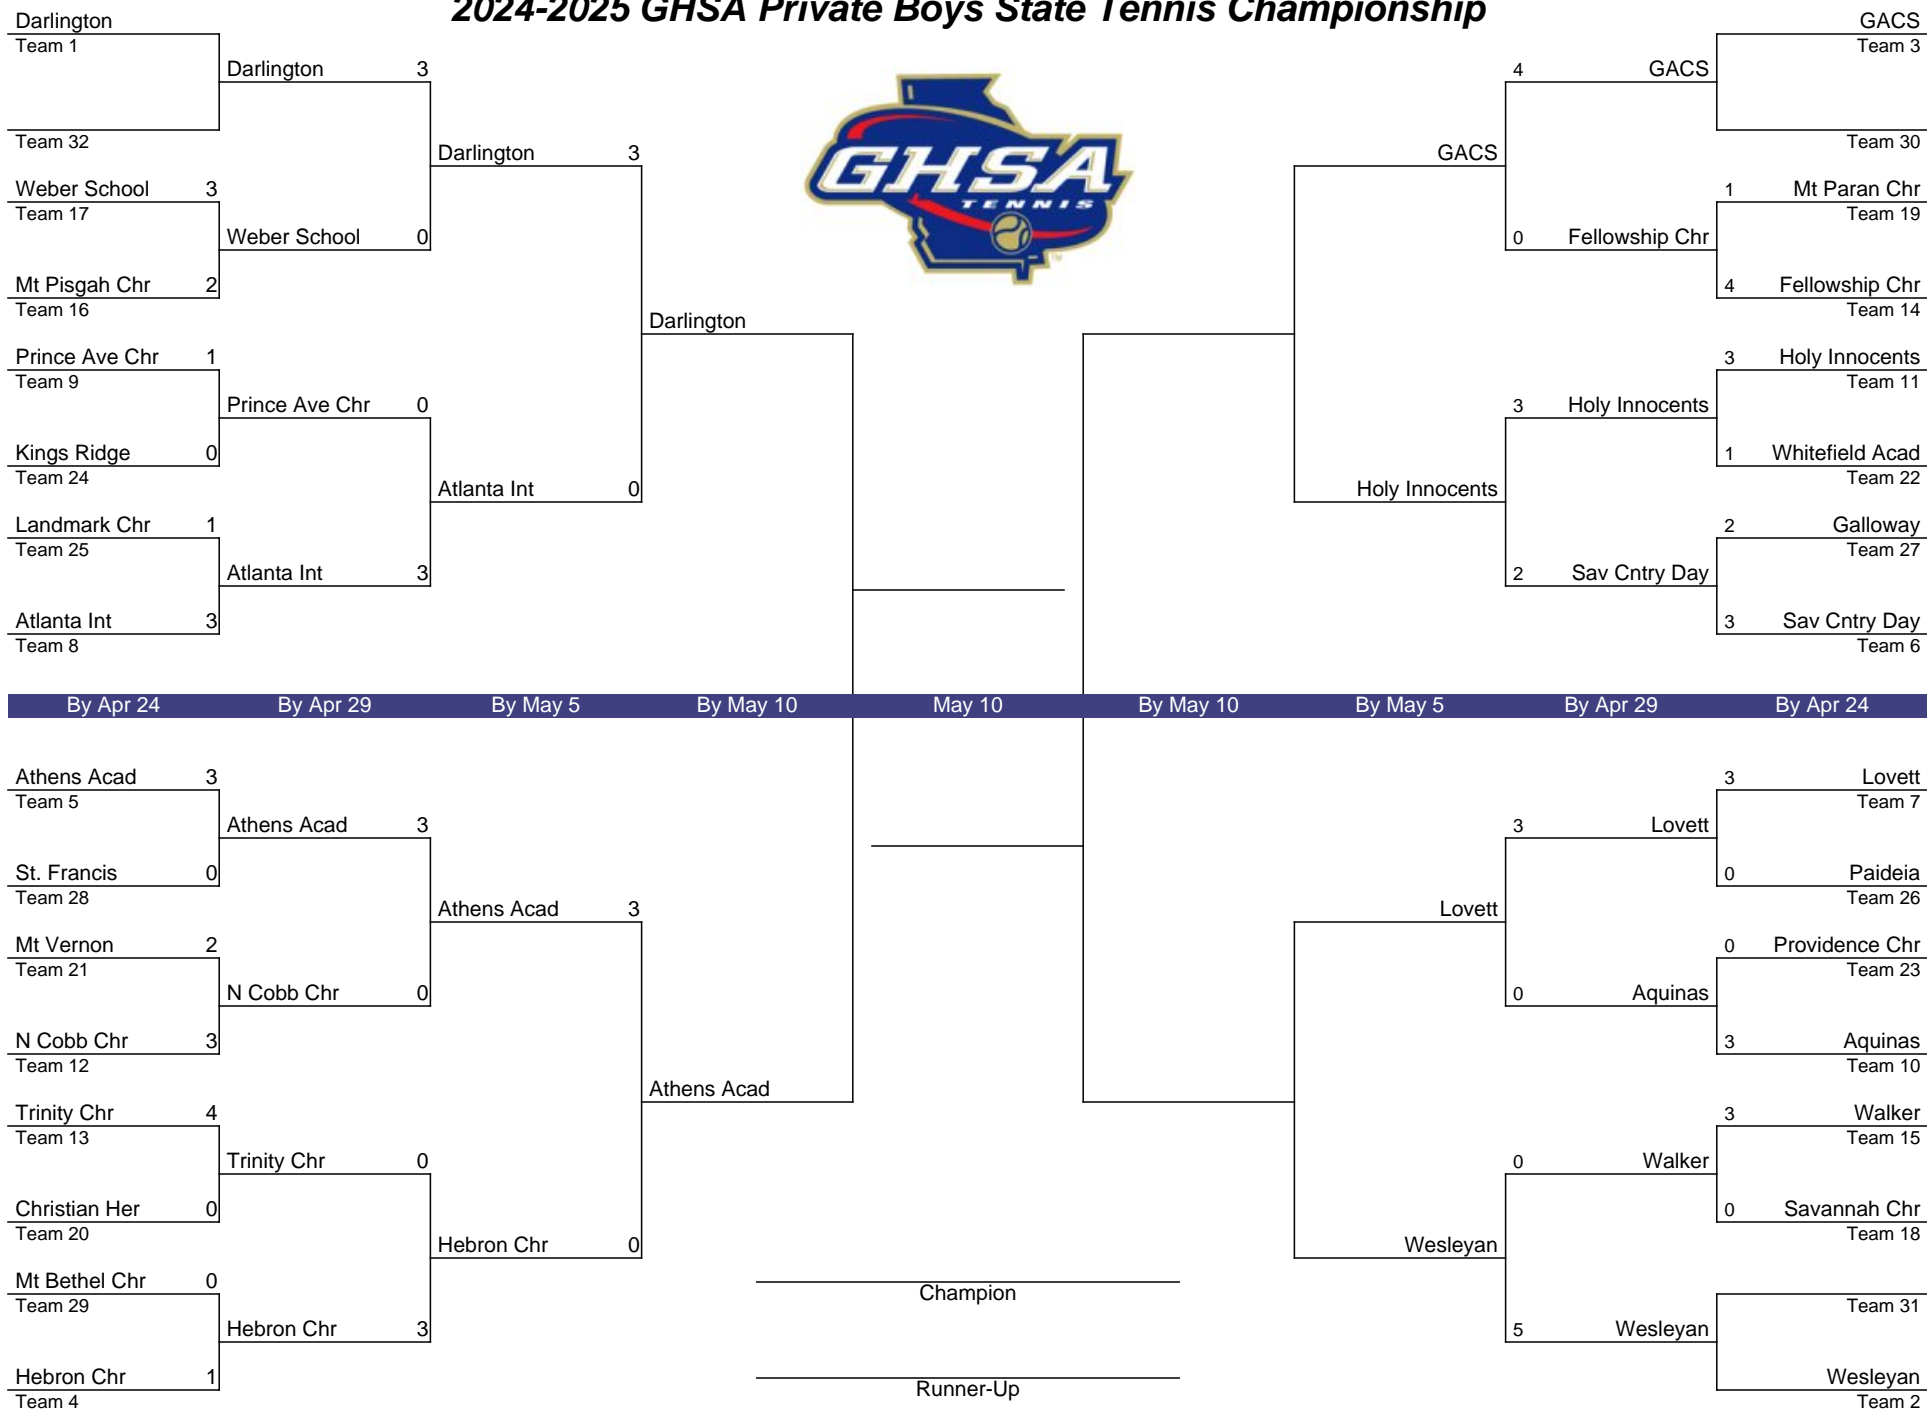 2024-2025 GHSA Private Boys State Tennis Championship
GHSA
TENNIS
TM
Darlington
Team 1
Team 32
Weber School 3
Team 17
Mt Pisgah Chr 2
Team 16
Prince Ave Chr 1
Team 9
Kings Ridge 0
Team 24
Landmark Chr 1
Team 25
Atlanta Int 3
Team 8
Darlington 3
Weber School 0
Prince Ave Chr 0
Atlanta Int 3
Darlington 3
Atlanta Int 0
Darlington
GACS
Holy Innocents
4 GACS
0 Fellowship Chr
3 Holy Innocents
2 Sav Cntry Day
GACS
Team 3
Team 30
1 Mt Paran Chr
Team 19
4 Fellowship Chr
Team 14
3 Holy Innocents
Team 11
1 Whitefield Acad
Team 22
2 Galloway
Team 27
3 Sav Cntry Day
Team 6
By Apr 24 By Apr 29 By May 5 By May 10 May 10 By May 10 By May 5 By Apr 29 By Apr 24
Athens Acad 3
Team 5
St. Francis 0
Team 28
Mt Vernon 2
Team 21
N Cobb Chr 3
Team 12
Trinity Chr 4
Team 13
Christian Her 0
Team 20
Mt Bethel Chr 0
Team 29
Hebron Chr 1
Team 4
Athens Acad 3
N Cobb Chr 0
Trinity Chr 0
Hebron Chr 3
Athens Acad 3
Hebron Chr 0
Athens Acad
Champion
Runner-Up
Lovett
Wesleyan
3 Lovett
0 Aquinas
0 Walker
5 Wesleyan
3 Lovett
Team 7
0 Paideia
Team 26
0 Providence Chr
Team 23
3 Aquinas
Team 10
3 Walker
Team 15
0 Savannah Chr
Team 18
Team 31
Wesleyan
Team 2